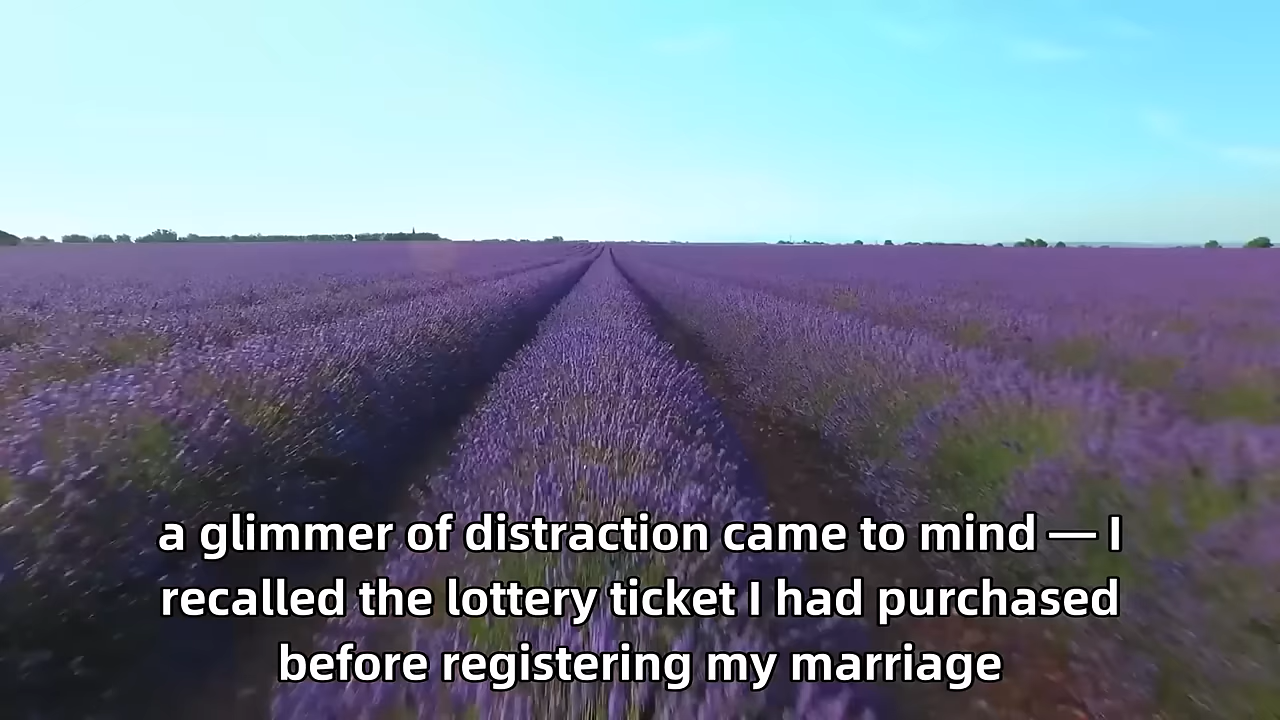 a glimmer of distraction came to mind — I
recalled the lottery ticket I had purchased
before registering my marriage